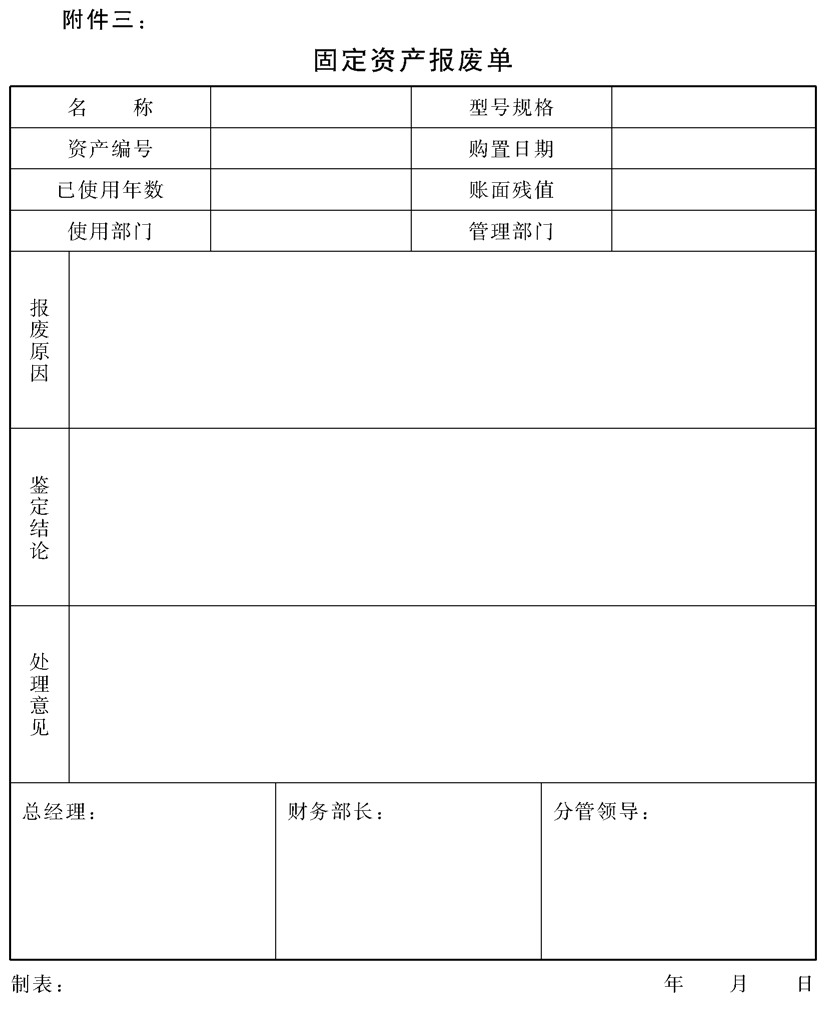 附件三：
固定资产报废单
名　　称　型号规格
资产编号　购置日期
已使用年数　账面残值
使用部门　管理部门
报废原因
鉴定结论
处理意见
总经理：　财务部长：　分管领导：
制表：　年　月　日